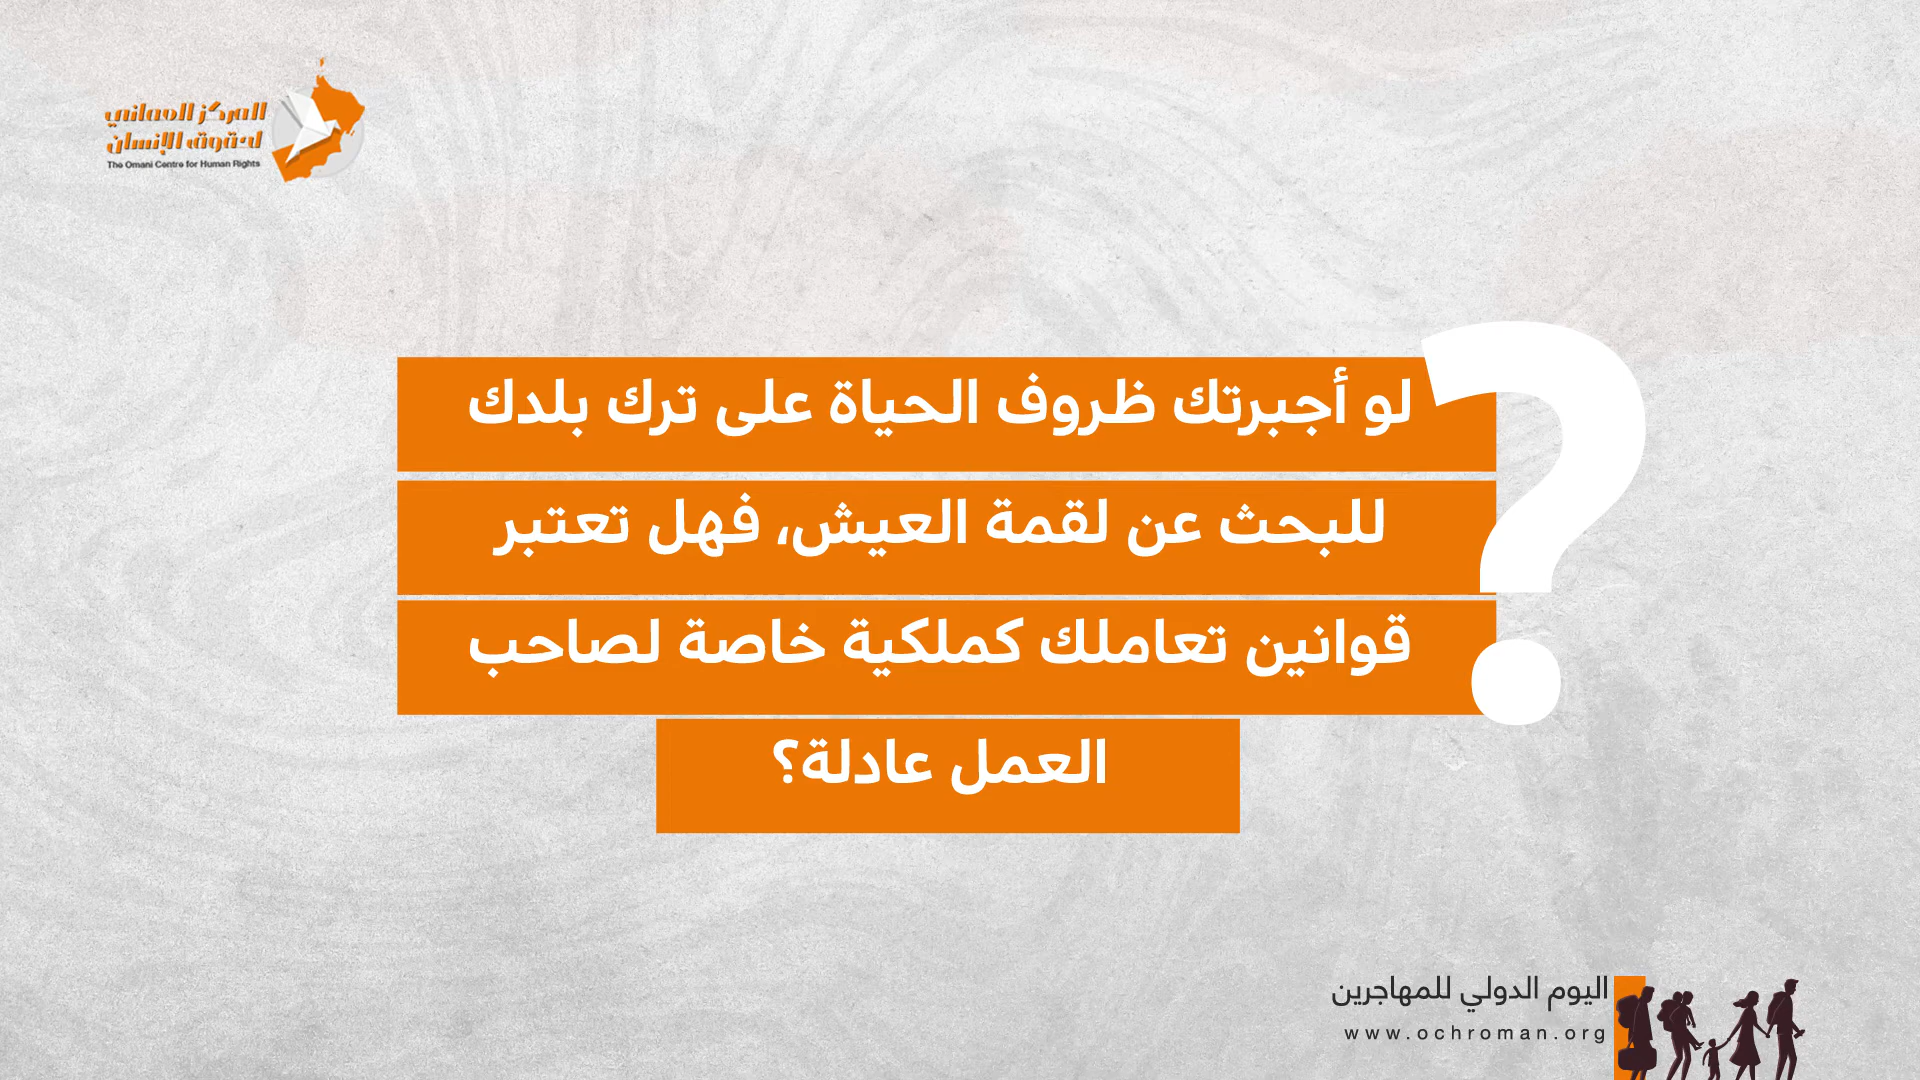 المركز العماني
لحقوق الإنسان
The Omani Centre for Human Rights
لو أجبرتك ظروف الحياة على ترك بلدك
للبحث عن لقمة العيش، فهل تعتبر
قوانين تعاملك كملكية خاصة لصاحب
العمل عادلة؟
?
اليوم الدولي للمهاجرين
www.ochroman.org